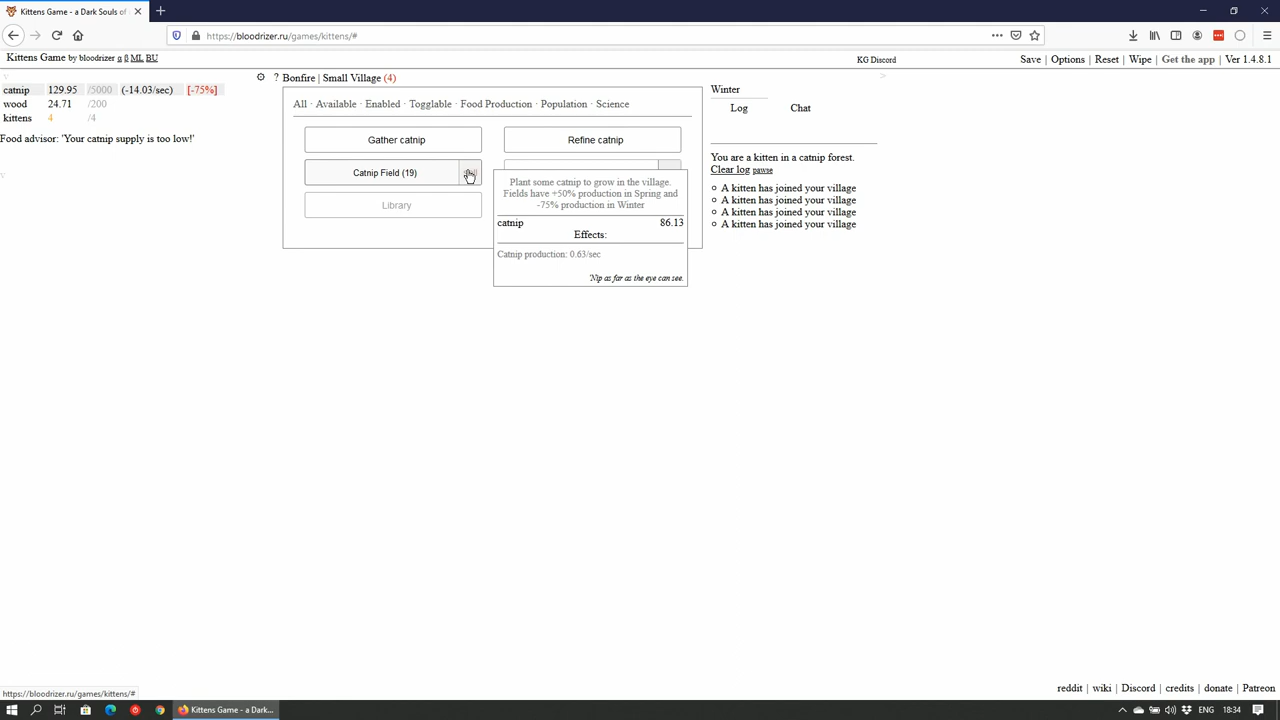 Kittens Game - a Dark Souls of
https://bloodrizer.ru/games/kittens/#
Kittens Game by bloodrizer α β ML BU
KG Discord
Save | Options | Reset | Wipe | Get the app | Ver 1.4.8.1
catnip 129.95 /5000 (-14.03/sec) [-75%]
wood 24.71 /200
kittens 4 /4
Food advisor: 'Your catnip supply is too low!'
? Bonfire | Small Village (4)
All · Available · Enabled · Togglable · Food Production · Population · Science
Gather catnip
Refine catnip
Catnip Field (19)
Library
Plant some catnip to grow in the village.
Fields have +50% production in Spring and
-75% production in Winter
catnip 86.13
Effects:
Catnip production: 0.63/sec
'Nip as far as the eye can see.
Winter
>
Log Chat
You are a kitten in a catnip forest.
Clear log pawse
A kitten has joined your village
A kitten has joined your village
A kitten has joined your village
A kitten has joined your village
reddit | wiki | Discord | credits | donate | Patreon
https://bloodrizer.ru/games/kittens/#
Kittens Game - a Dark...
ENG 18:34